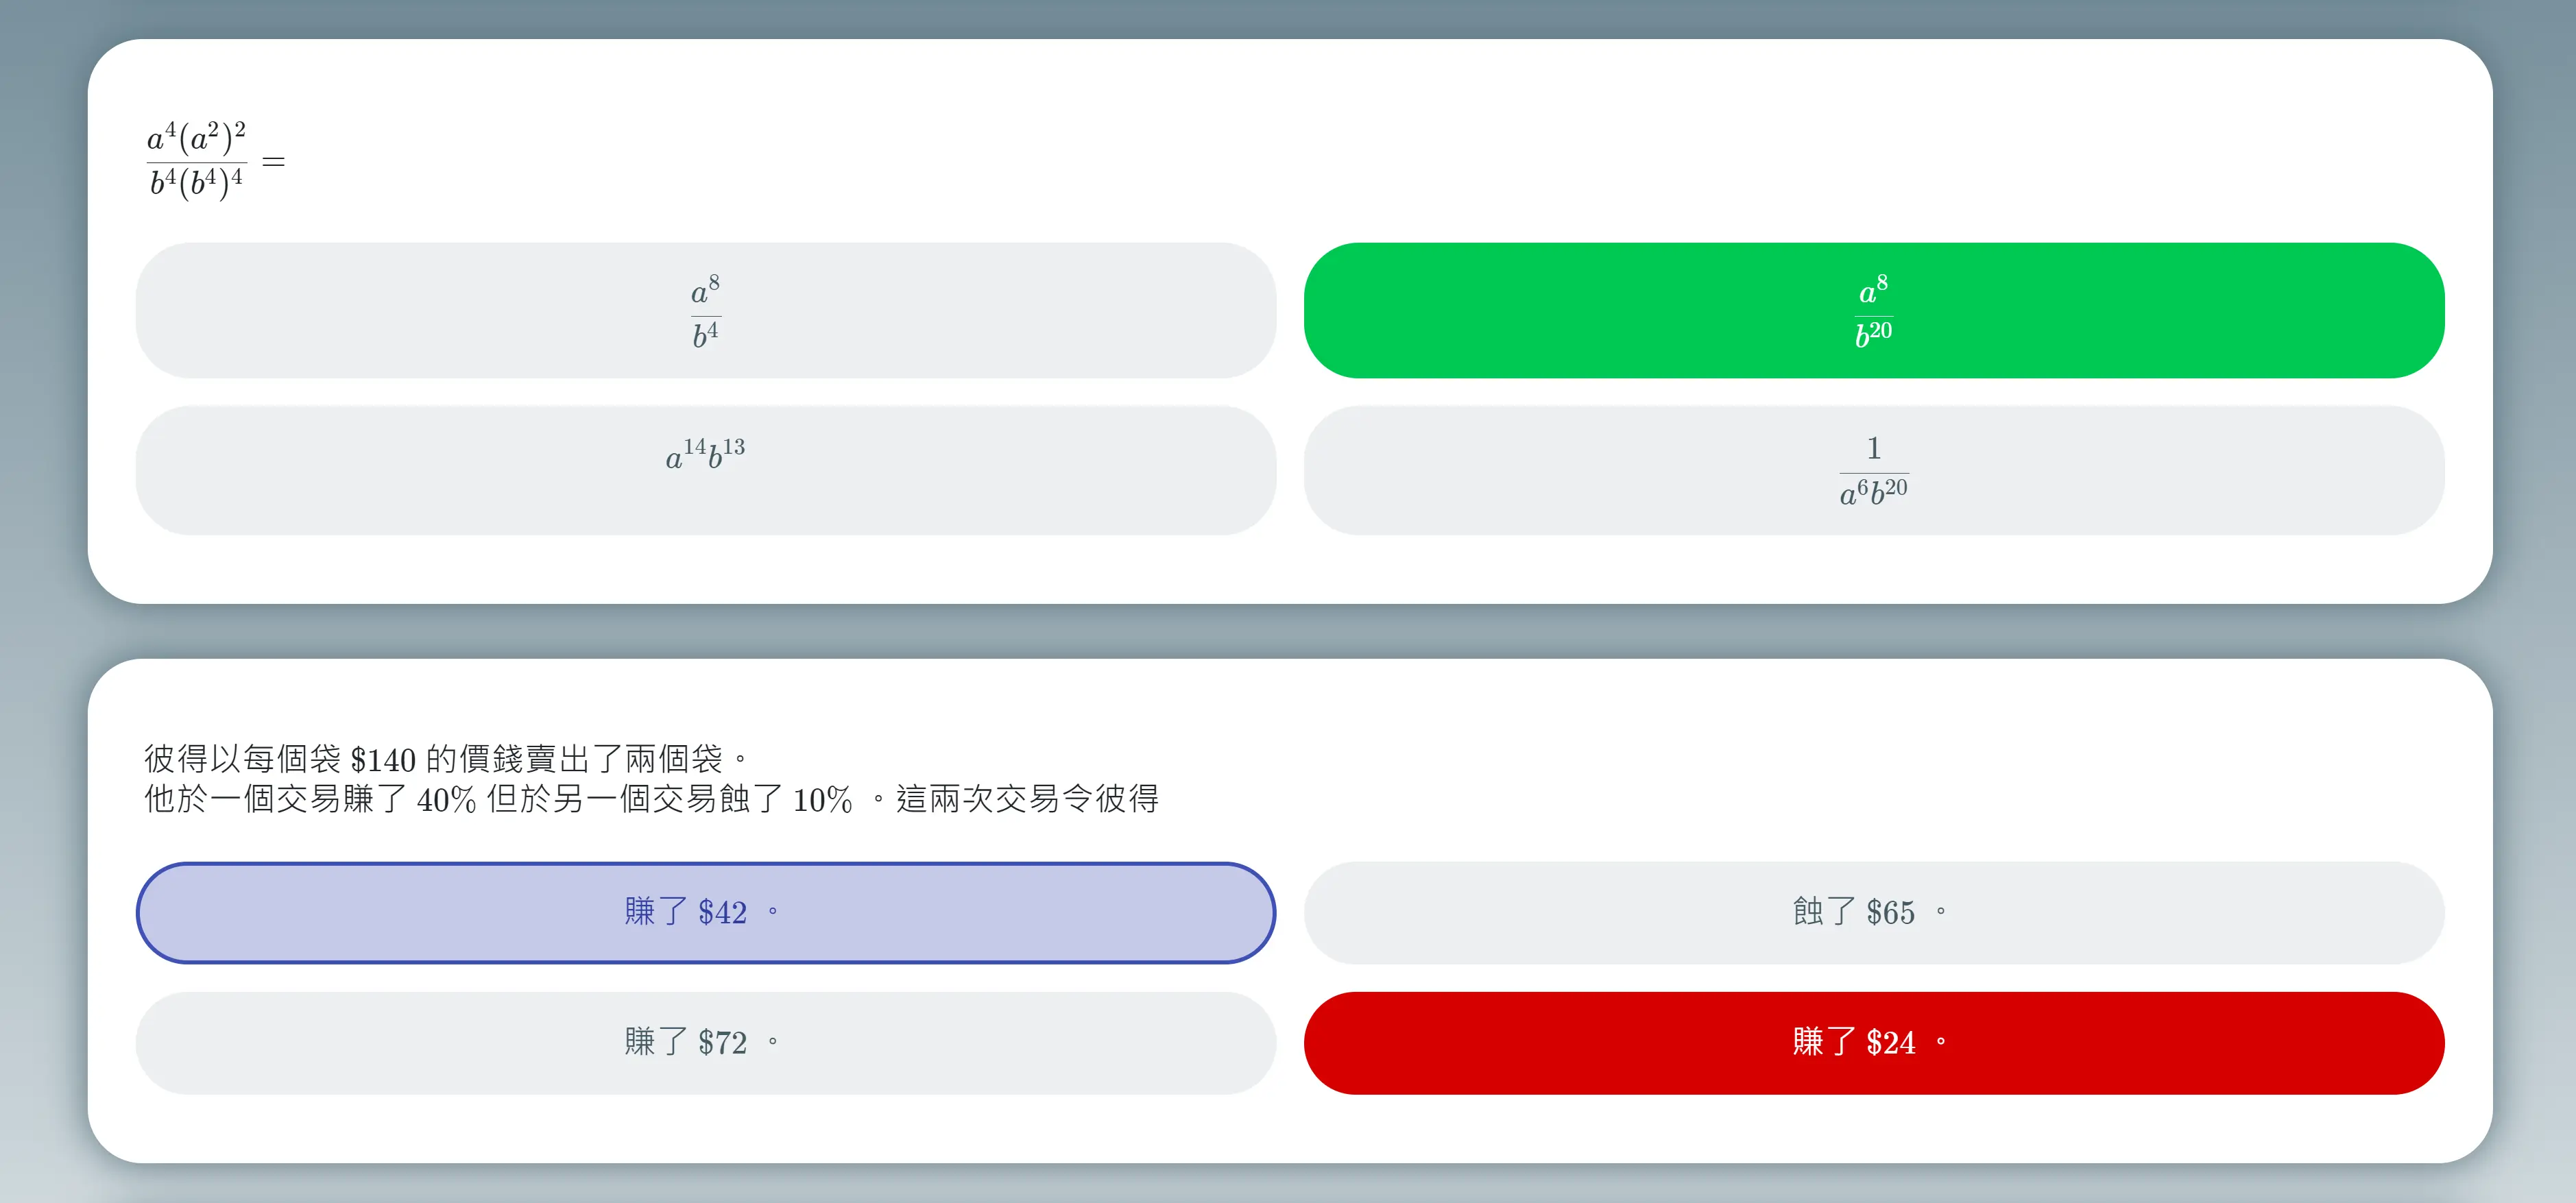 \frac{a^4(a^2)^2}{b^4(b^4)^4} =
\frac{a^8}{b^4}
\frac{a^8}{b^{20}}
a^{14}b^{13}
\frac{1}{a^6b^{20}}
彼得以每個袋 $140 的價錢賣出了兩個袋。
他於一個交易賺了 40% 但於另一個交易蝕了 10% 。這兩次交易令彼得
賺了 $42 。
蝕了 $65 。
賺了 $72 。
賺了 $24 。